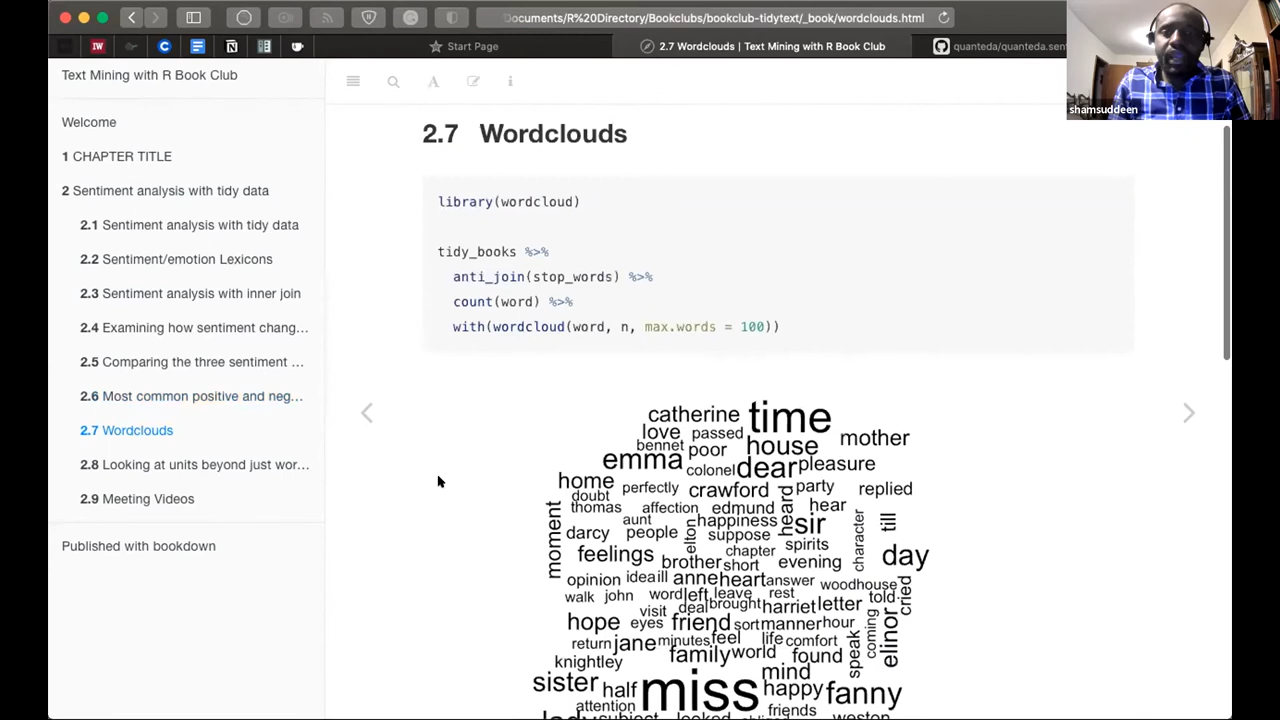 Documents/R%20Directory/Bookclubs/bookclub-tidytext/_book/wordclouds.html
IW
Start Page
2.7 Wordclouds | Text Mining with R Book Club
quanteda/quanteda.sen
shamsuddeen
Text Mining with R Book Club
Welcome
1 CHAPTER TITLE
2 Sentiment analysis with tidy data
2.1 Sentiment analysis with tidy data
2.2 Sentiment/emotion Lexicons
2.3 Sentiment analysis with inner join
2.4 Examining how sentiment chang...
2.5 Comparing the three sentiment ...
2.6 Most common positive and neg...
2.7 Wordclouds
2.8 Looking at units beyond just wor...
2.9 Meeting Videos
Published with bookdown
2.7 Wordclouds
library(wordcloud)
tidy_books %>%
anti_join(stop_words) %>%
count(word) %>%
with(wordcloud(word, n, max.words = 100))
catherine time
love passed
bennet poor house mother
emma colonel dear pleasure
home perfectly crawford heard party replied
doubt
thomas affection edmund hear
moment aunt elton happiness sir character till
darcy people suppose
feelings chapter spirits day
brother short evening
opinion idea ill anne heart answer woodhouse
walk john word left leave rest told cried
visit deal brought harriet letter
hope eyes friend sort manner hour coming
return jane minutes feel life comfort speak elinor
knightley family world found
sister half miss mind
happy fanny
attention friends
lady subject looked weston